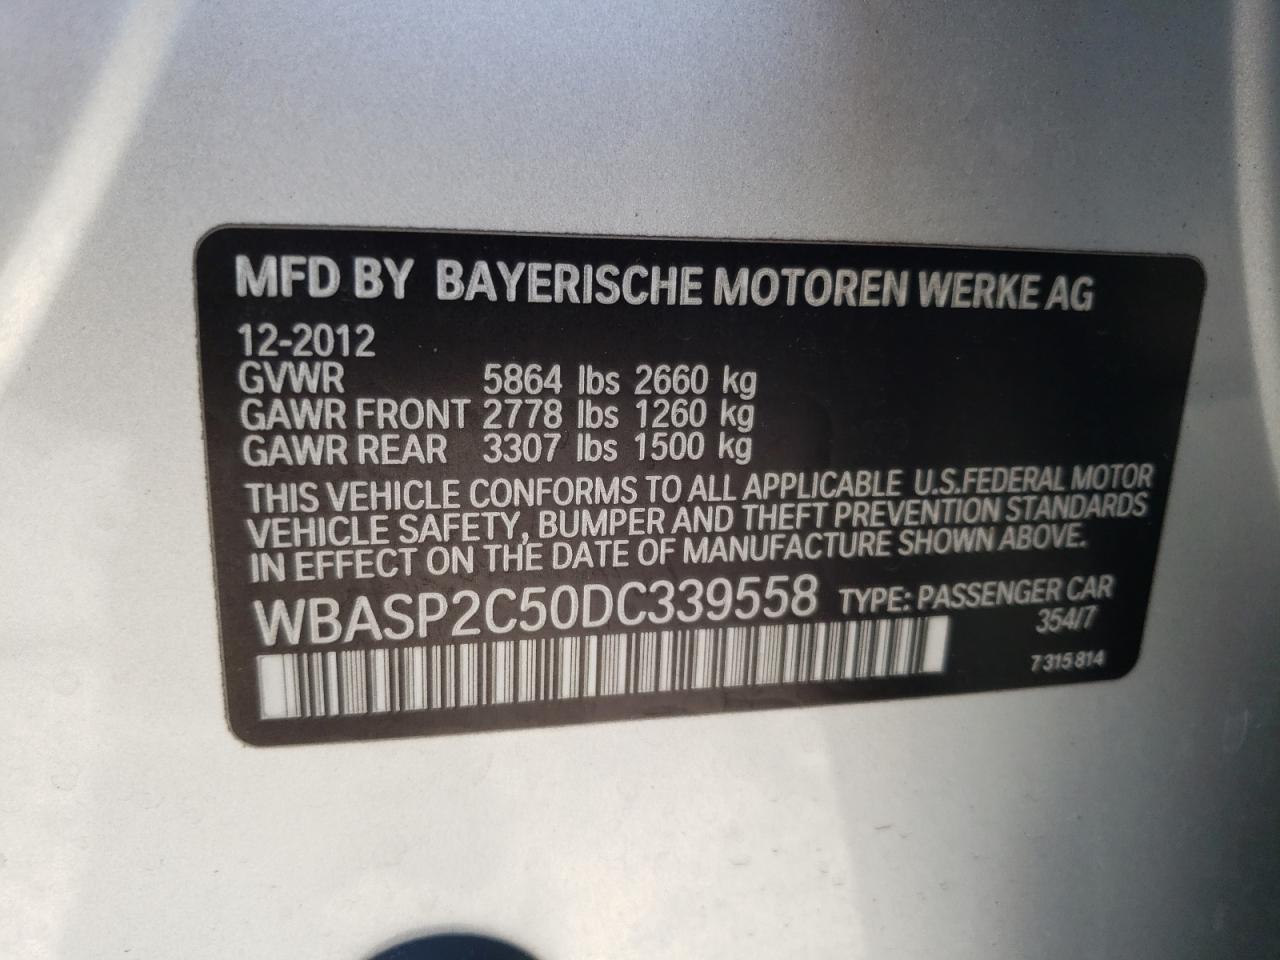 MFD BY BAYERISCHE MOTOREN WERKE AG
12-2012
GVWR 5864 lbs 2660 kg
GAWR FRONT 2778 lbs 1260 kg
GAWR REAR 3307 lbs 1500 kg
THIS VEHICLE CONFORMS TO ALL APPLICABLE U.S.FEDERAL MOTOR
VEHICLE SAFETY, BUMPER AND THEFT PREVENTION STANDARDS
IN EFFECT ON THE DATE OF MANUFACTURE SHOWN ABOVE.
WBASP2C50DC339558 TYPE: PASSENGER CAR
354/7
7 315 814